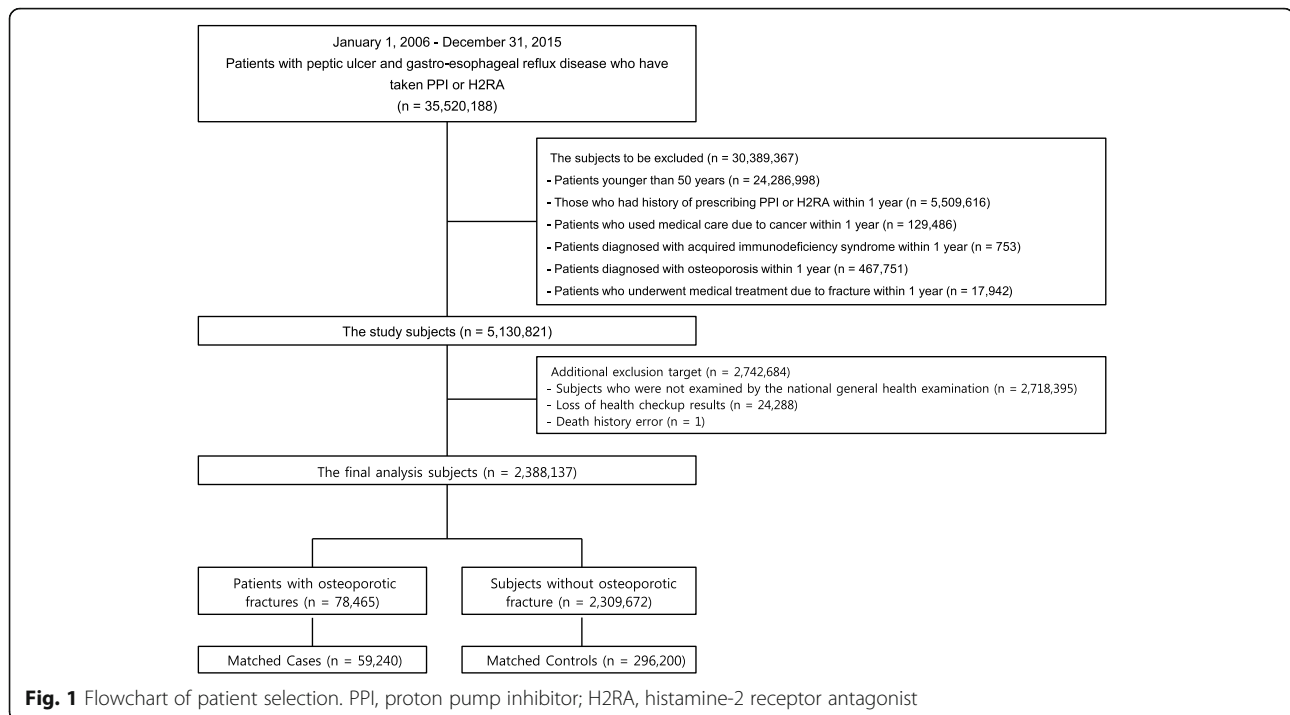 January 1, 2006 - December 31, 2015
Patients with peptic ulcer and gastro-esophageal reflux disease who have
taken PPI or H2RA
(n = 35,520,188)
The subjects to be excluded (n = 30,389,367)
- Patients younger than 50 years (n = 24,286,998)
- Those who had history of prescribing PPI or H2RA within 1 year (n = 5,509,616)
- Patients who used medical care due to cancer within 1 year (n = 129,486)
- Patients diagnosed with acquired immunodeficiency syndrome within 1 year (n = 753)
- Patients diagnosed with osteoporosis within 1 year (n = 467,751)
- Patients who underwent medical treatment due to fracture within 1 year (n = 17,942)
The study subjects (n = 5,130,821)
Additional exclusion target (n = 2,742,684)
- Subjects who were not examined by the national general health examination (n = 2,718,395)
- Loss of health checkup results (n = 24,288)
- Death history error (n = 1)
The final analysis subjects (n = 2,388,137)
Patients with osteoporotic
fractures (n = 78,465)
Subjects without osteoporotic
fracture (n = 2,309,672)
Matched Cases (n = 59,240)
Matched Controls (n = 296,200)
Fig. 1 Flowchart of patient selection. PPI, proton pump inhibitor; H2RA, histamine-2 receptor antagonist